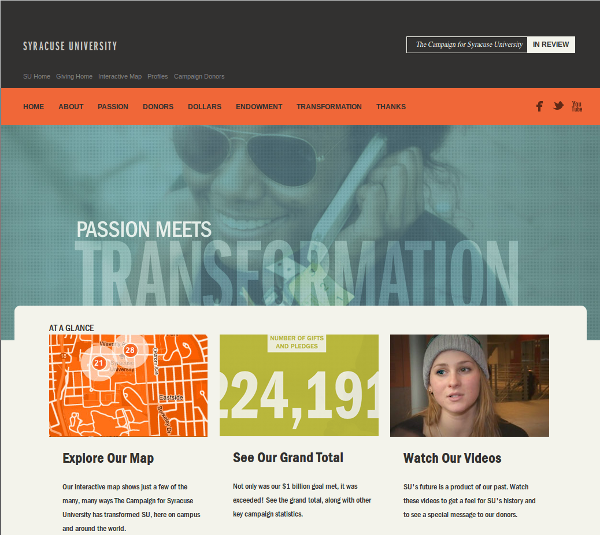 SYRACUSE UNIVERSITY
The Campaign for Syracuse University IN REVIEW
SU Home Giving Home Interactive Map Profiles Campaign Donors
HOME ABOUT PASSION DONORS DOLLARS ENDOWMENT TRANSFORMATION THANKS
You Tube
PASSION MEETS
TRANSFORMATION
AT A GLANCE
28
21
Eastside
NUMBER OF GIFTS
AND PLEDGES
224,191
Explore Our Map
Our interactive map shows just a few of the
many, many ways The Campaign for Syracuse
University has transformed SU, here on campus
and around the world.
See Our Grand Total
Not only was our $1 billion goal met, it was
exceeded! See the grand total, along with other
key campaign statistics.
Watch Our Videos
SU's future is a product of our past. Watch
these videos to get a feel for SU's history and
to see a special message to our donors.